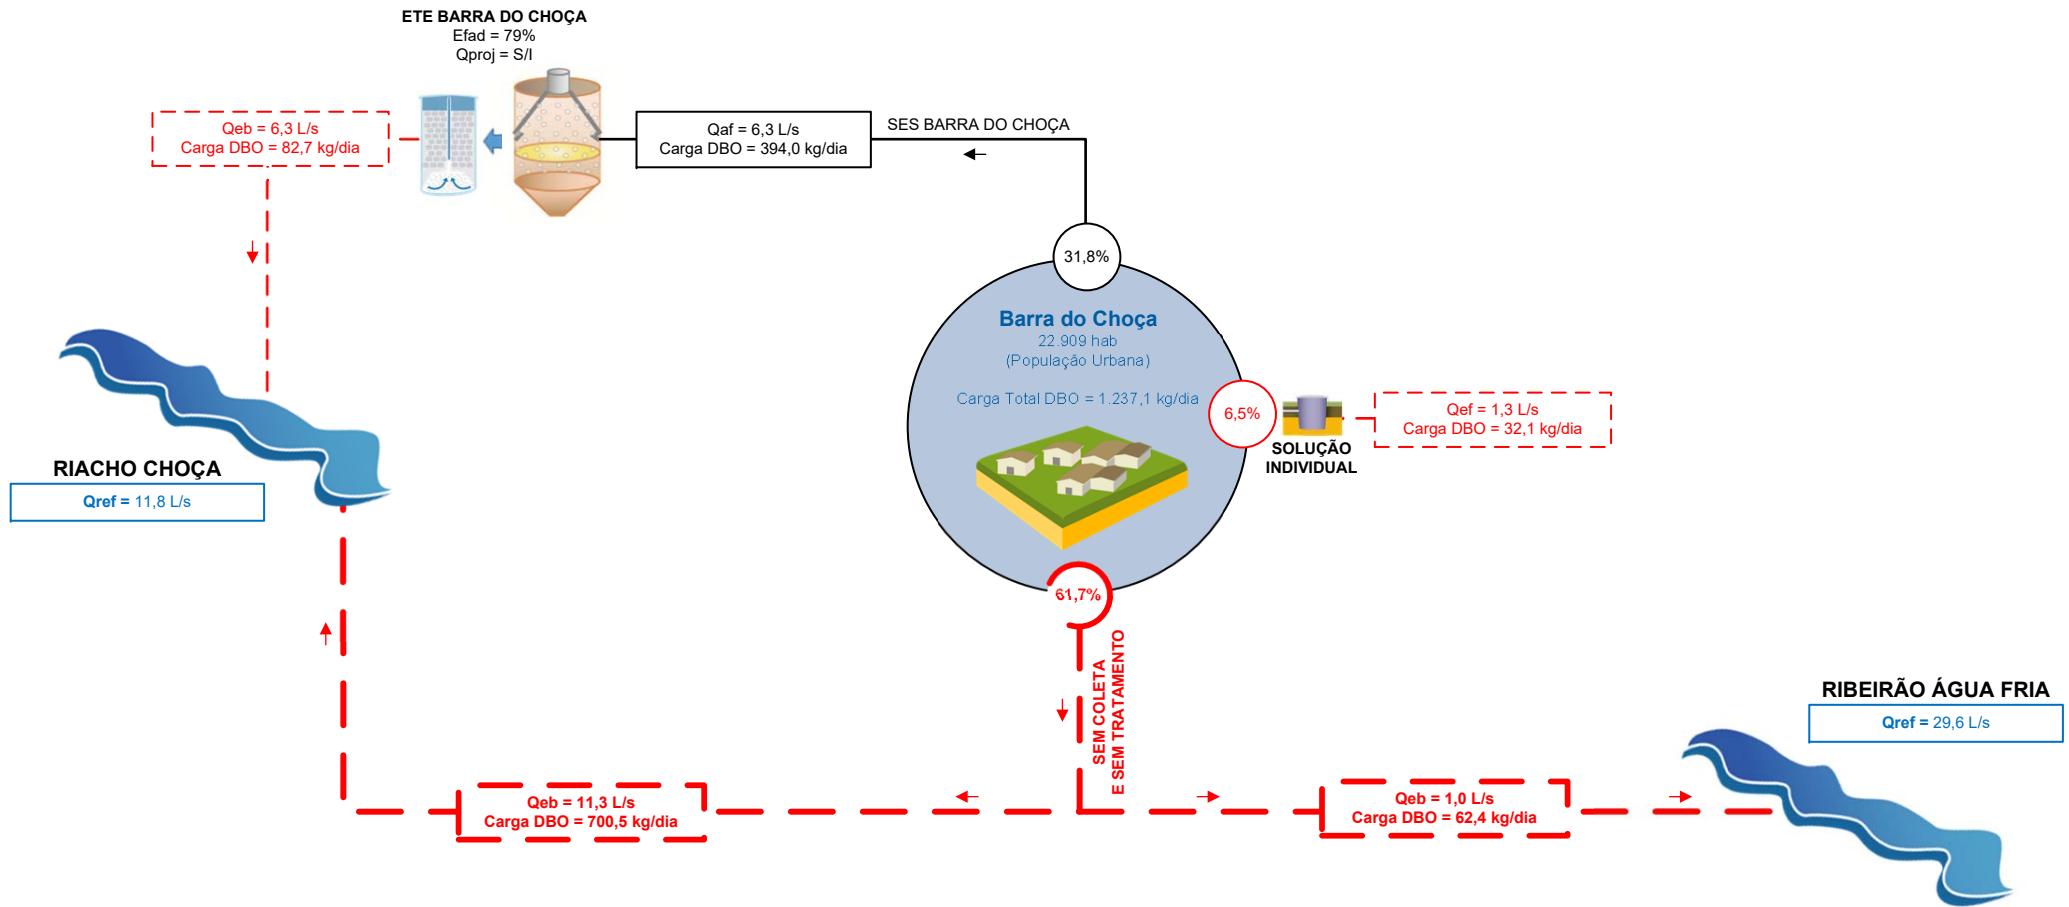 ETE BARRA DO CHOÇA
Efad = 79%
Qproj = S/I
Qeb = 6,3 L/s
Carga DBO = 82,7 kg/dia
Qaf = 6,3 L/s
Carga DBO = 394,0 kg/dia
SES BARRA DO CHOÇA
31,8%
Barra do Choça
22.909 hab
(População Urbana)
Carga Total DBO = 1.237,1 kg/dia
6,5%
SOLUÇÃO
INDIVIDUAL
Qef = 1,3 L/s
Carga DBO = 32,1 kg/dia
RIACHO CHOÇA
Qref = 11,8 L/s
61,7%
SEM COLETA
E SEM TRATAMENTO
RIBEIRÃO ÁGUA FRIA
Qref = 29,6 L/s
Qeb = 11,3 L/s
Carga DBO = 700,5 kg/dia
Qeb = 1,0 L/s
Carga DBO = 62,4 kg/dia